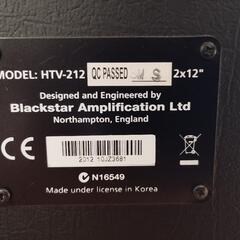 MODEL: HTV-212 QC PASSED M S 2x12"
Designed and Engineered by
Blackstar Amplification Ltd
Northampton, England
CE
2012 10JZ3681
N16549
Made under license in Korea